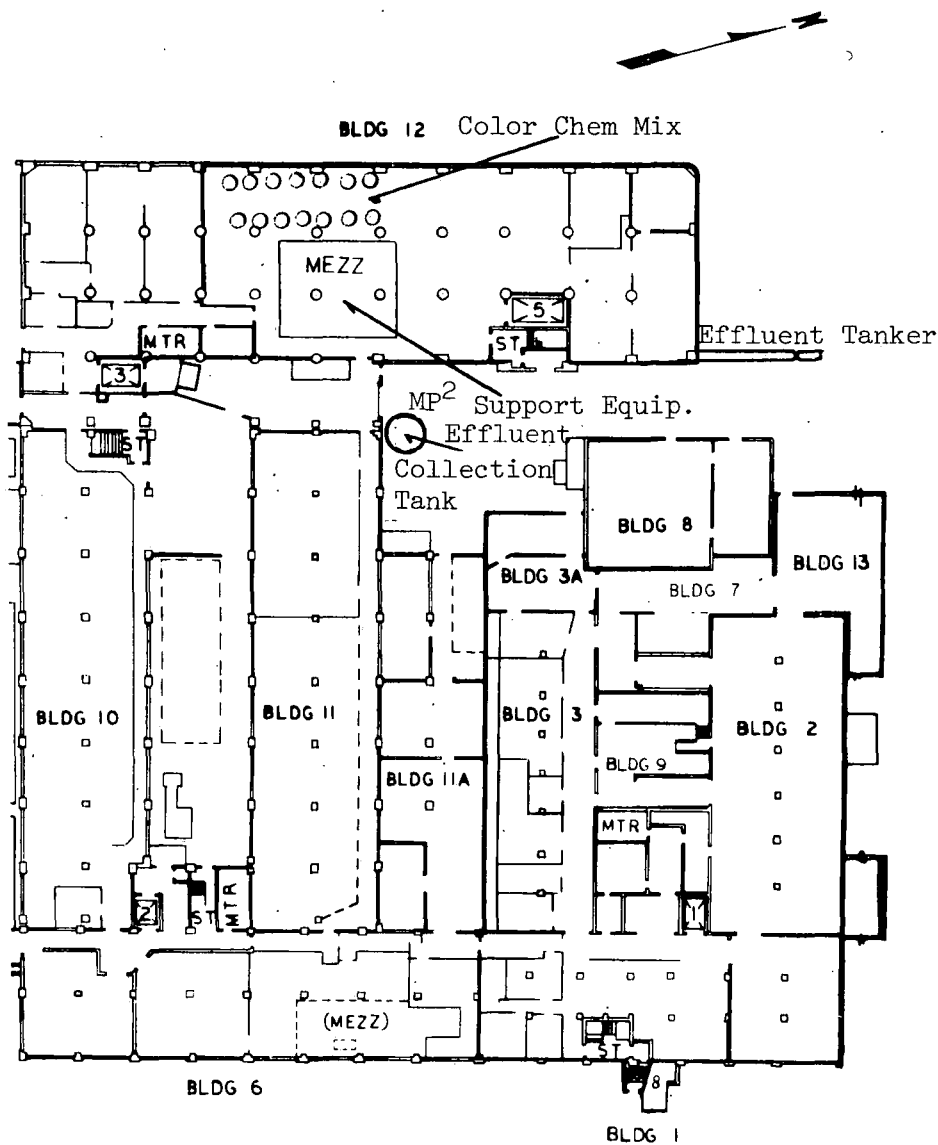 N
BLDG 12 Color Chem Mix
MEZZ
5
MTR
ST
Effluent Tanker
3
MP² Support Equip.
ST
Effluent
Collection
Tank
BLDG 8
BLDG 3A
BLDG 13
BLDG 7
BLDG 10
BLDG 11
BLDG 3
BLDG 2
BLDG 9
BLDG 11A
MTR
MTR
2
ST
1
(MEZZ)
ST
8
BLDG 6
BLDG 1